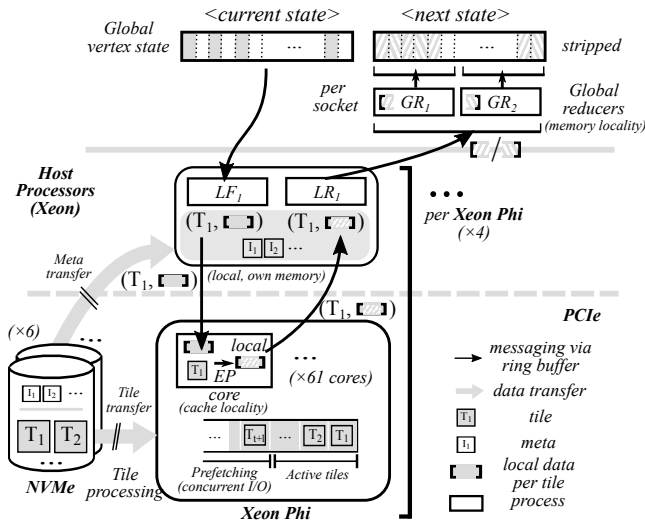 <current state>
<next state>
Global
vertex state
...
...
stripped
per
socket
GR1
GR2
Global
reducers
(memory locality)
/
Host
Processors
(Xeon)
LF1
LR1
(T1, )
(T1, )
I1 I2 ...
(local, own memory)
...
per Xeon Phi
(×4)
Meta
transfer
(T1, )
(T1, )
PCIe
(×6)
...
I1 I2 ...
T1 T2
...
NVMe
Tile
transfer
Tile
processing
local
T1
EP
core
(cache locality)
...
(×61 cores)
... Tt+1 ... T2 T1
Prefetching
(concurrent I/O)
Active tiles
Xeon Phi
messaging via
ring buffer
data transfer
T1 tile
I1 meta
local data
per tile
process